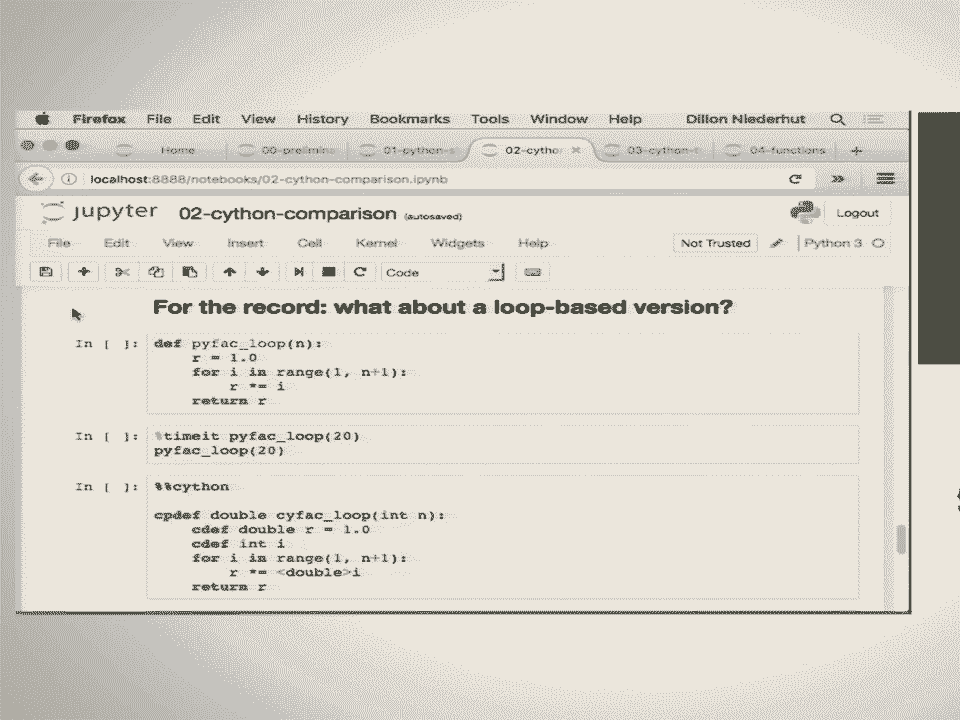 Firefox File Edit View History Bookmarks Tools Window Help Dillon Niederhut
Home 00-prelimina 01-cython-s 02-cytho × 03-cython-t 04-functions +
localhost:8888/notebooks/02-cython-comparison.ipynb
jupyter 02-cython-comparison (autosaved) Logout
File Edit View Insert Cell Kernel Widgets Help Not Trusted Python 3
Code
For the record: what about a loop-based version?
In [ ]: def pyfac_loop(n):
r = 1.0
for i in range(1, n+1):
r *= i
return r
In [ ]: %timeit pyfac_loop(20)
pyfac_loop(20)
In [ ]: %%cython
cpdef double cyfac_loop(int n):
cdef double r = 1.0
cdef int i
for i in range(1, n+1):
r *= <double>i
return r